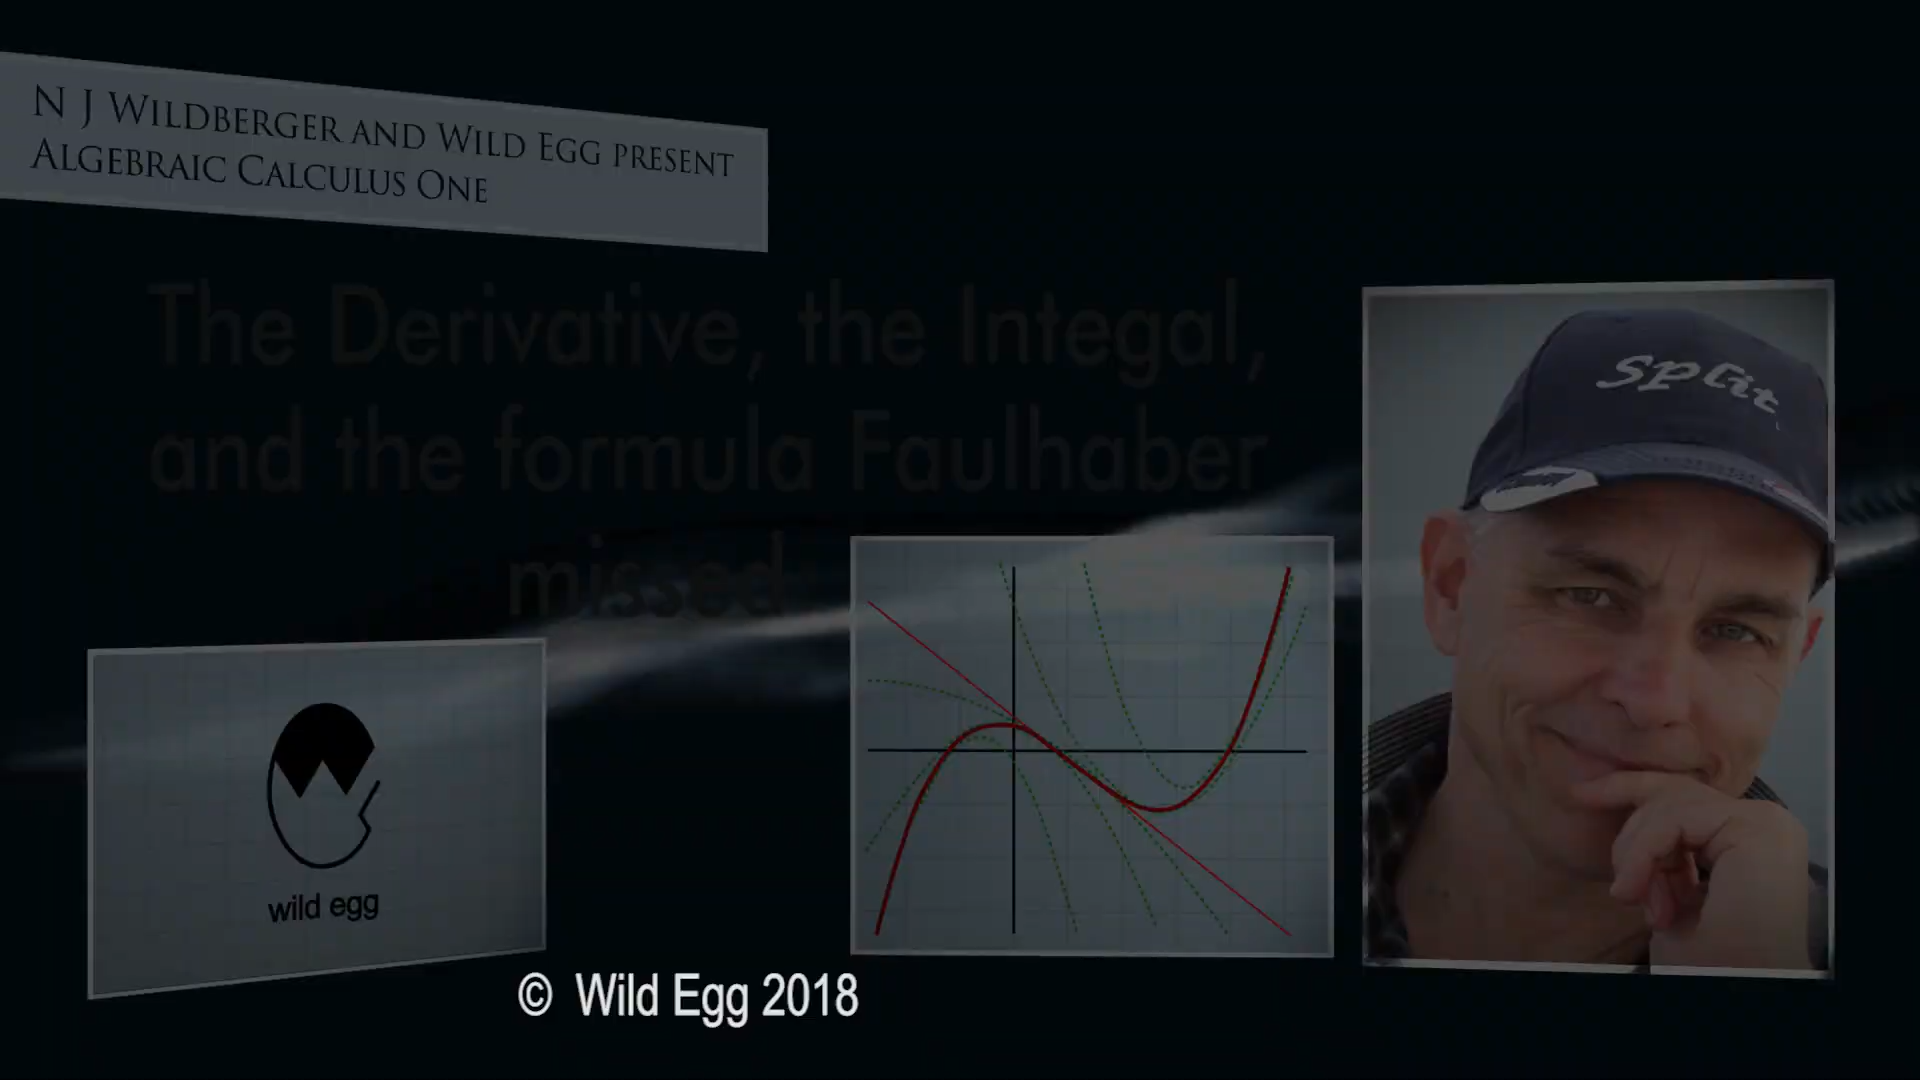 N J Wildberger and Wild Egg present
Algebraic Calculus One
The Derivative, the Integal,
and the formula Faulhaber
missed!
Split
wild egg
© Wild Egg 2018